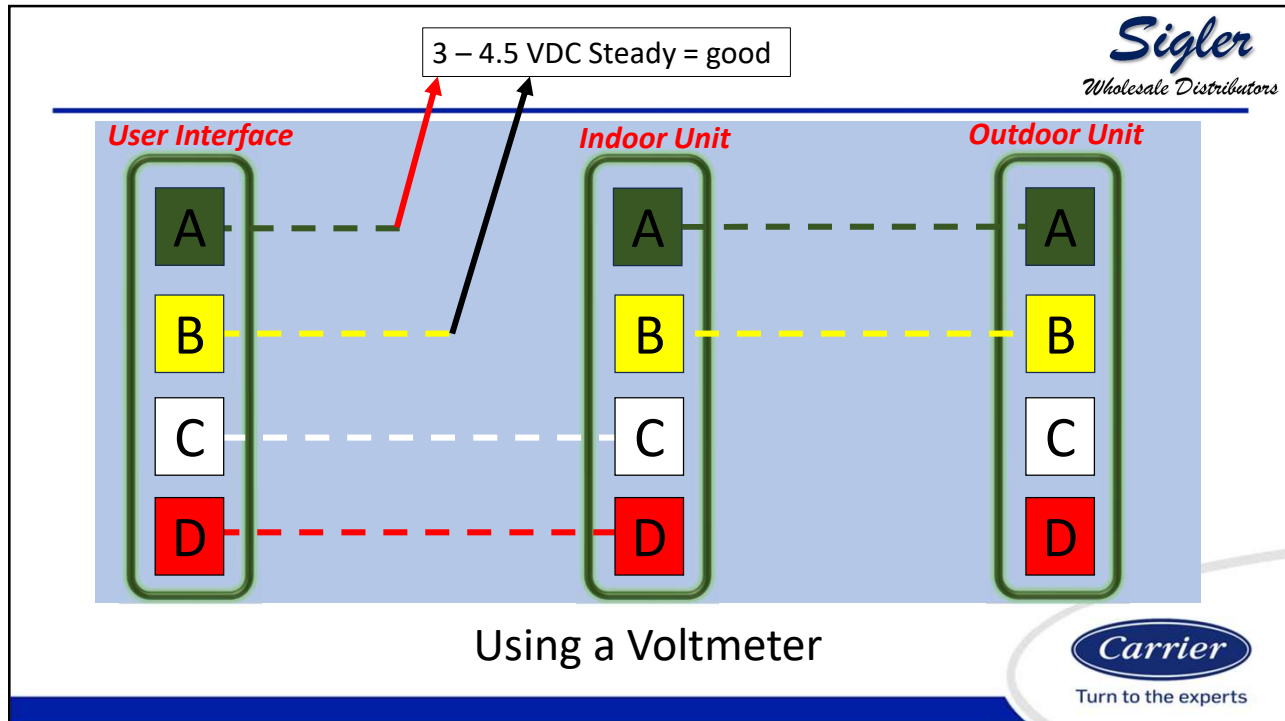 3 – 4.5 VDC Steady = good
Sigler
Wholesale Distributors
User Interface
Indoor Unit
Outdoor Unit
A
A
A
B
B
B
C
C
C
D
D
D
Using a Voltmeter
Carrier
Turn to the experts